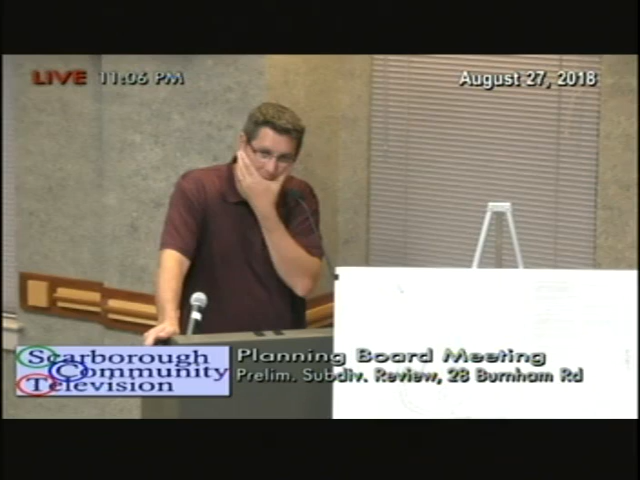 LIVE 11:06 PM
August 27, 2018
Scarborough
Community
Television
Planning Board Meeting
Prelim. Subdiv. Review, 28 Burnham Rd